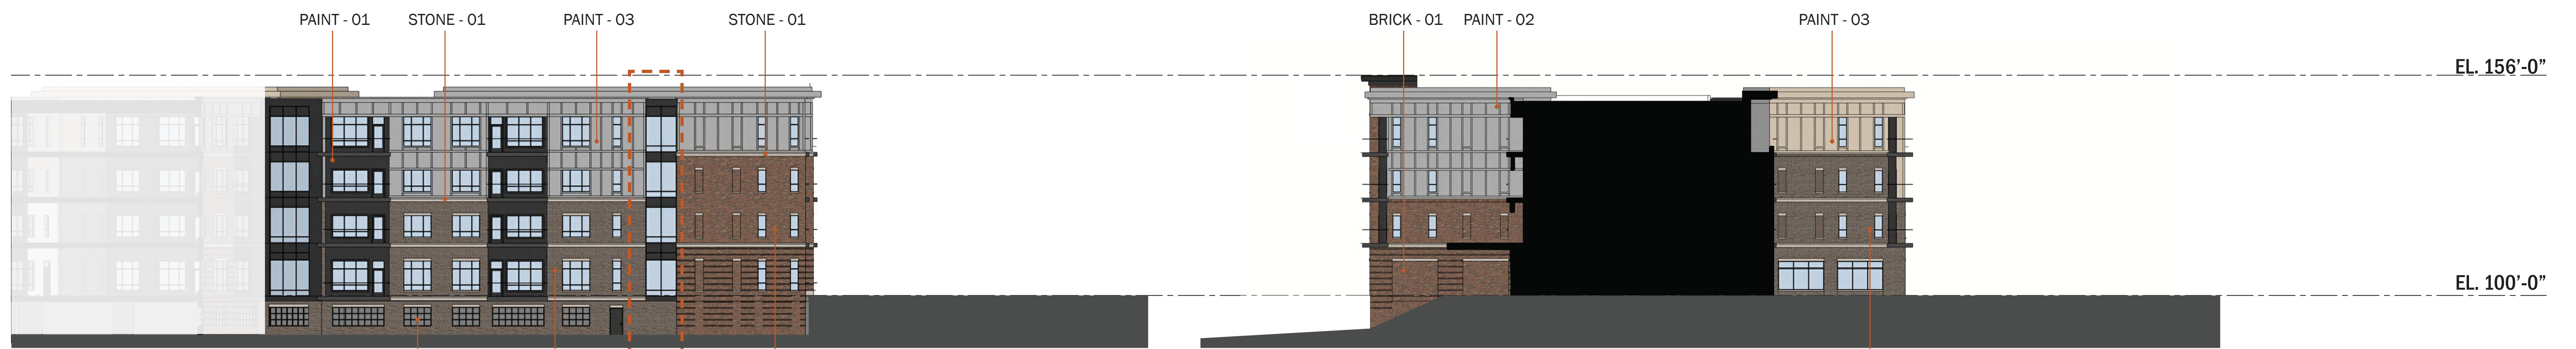 PAINT - 01 STONE - 01 PAINT - 03 STONE - 01 BRICK - 01 PAINT - 02 PAINT - 03
EL. 156'-0”
EL. 100'-0”